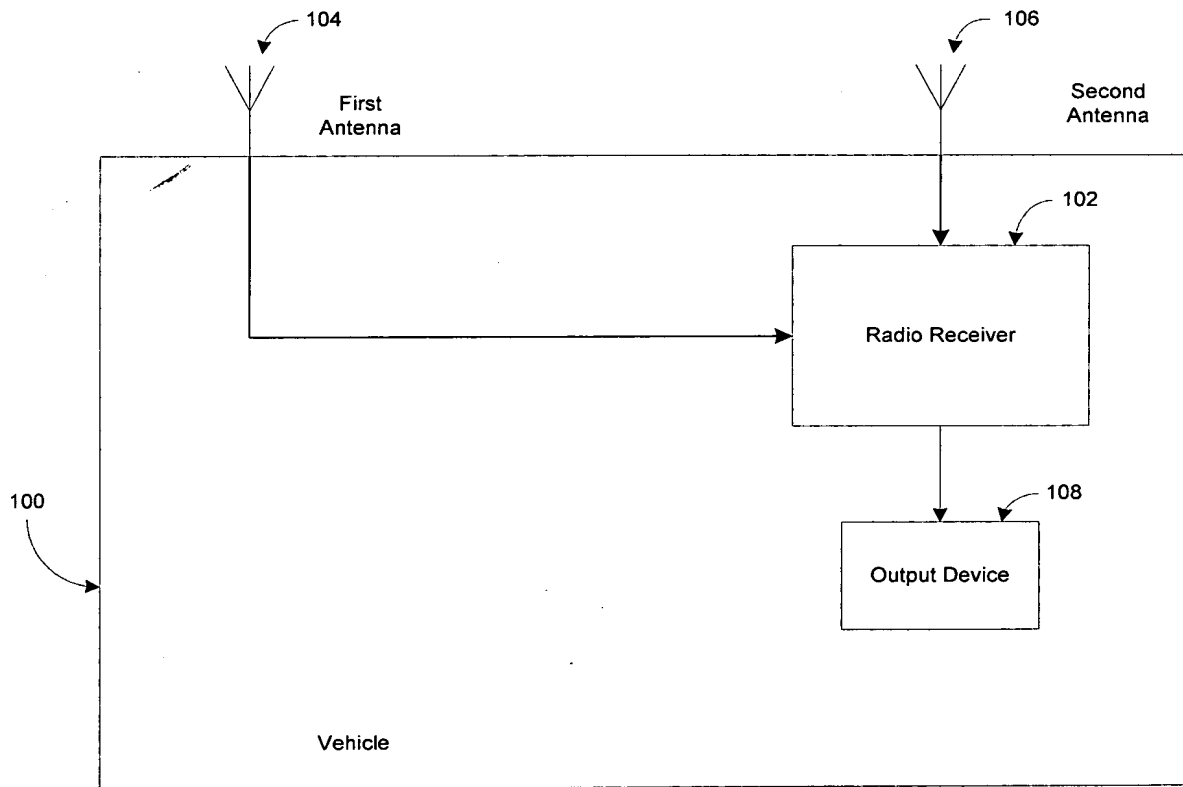 104
106
First
Antenna
Second
Antenna
102
Radio Receiver
108
100
Output Device
Vehicle